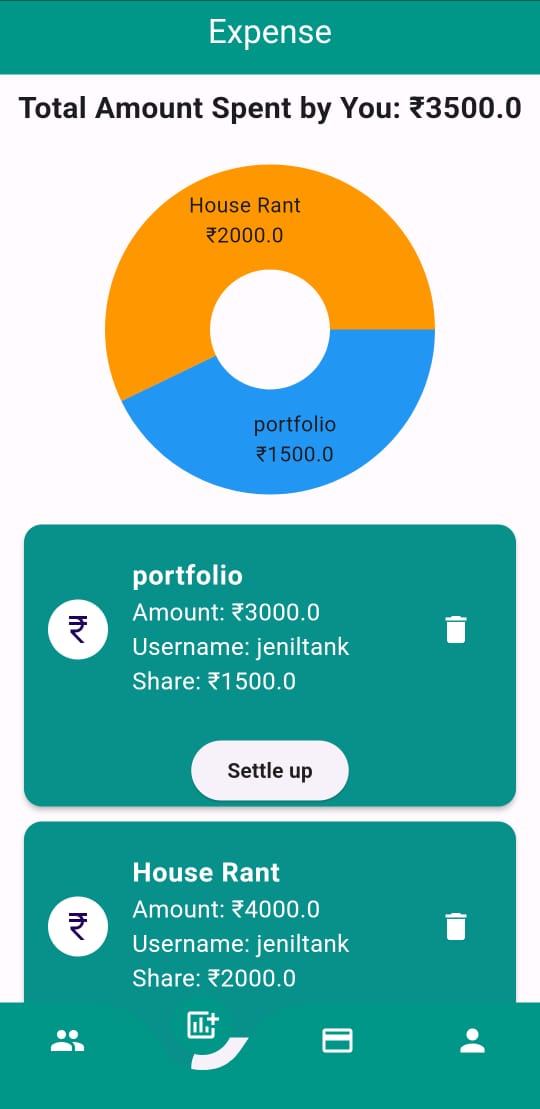 Expense
Total Amount Spent by You: ₹3500.0
House Rant
₹2000.0
portfolio
₹1500.0
portfolio
Amount: ₹3000.0
₹
Username: jeniltank
Share: ₹1500.0
Settle up
House Rant
Amount: ₹4000.0
₹
Username: jeniltank
Share: ₹2000.0